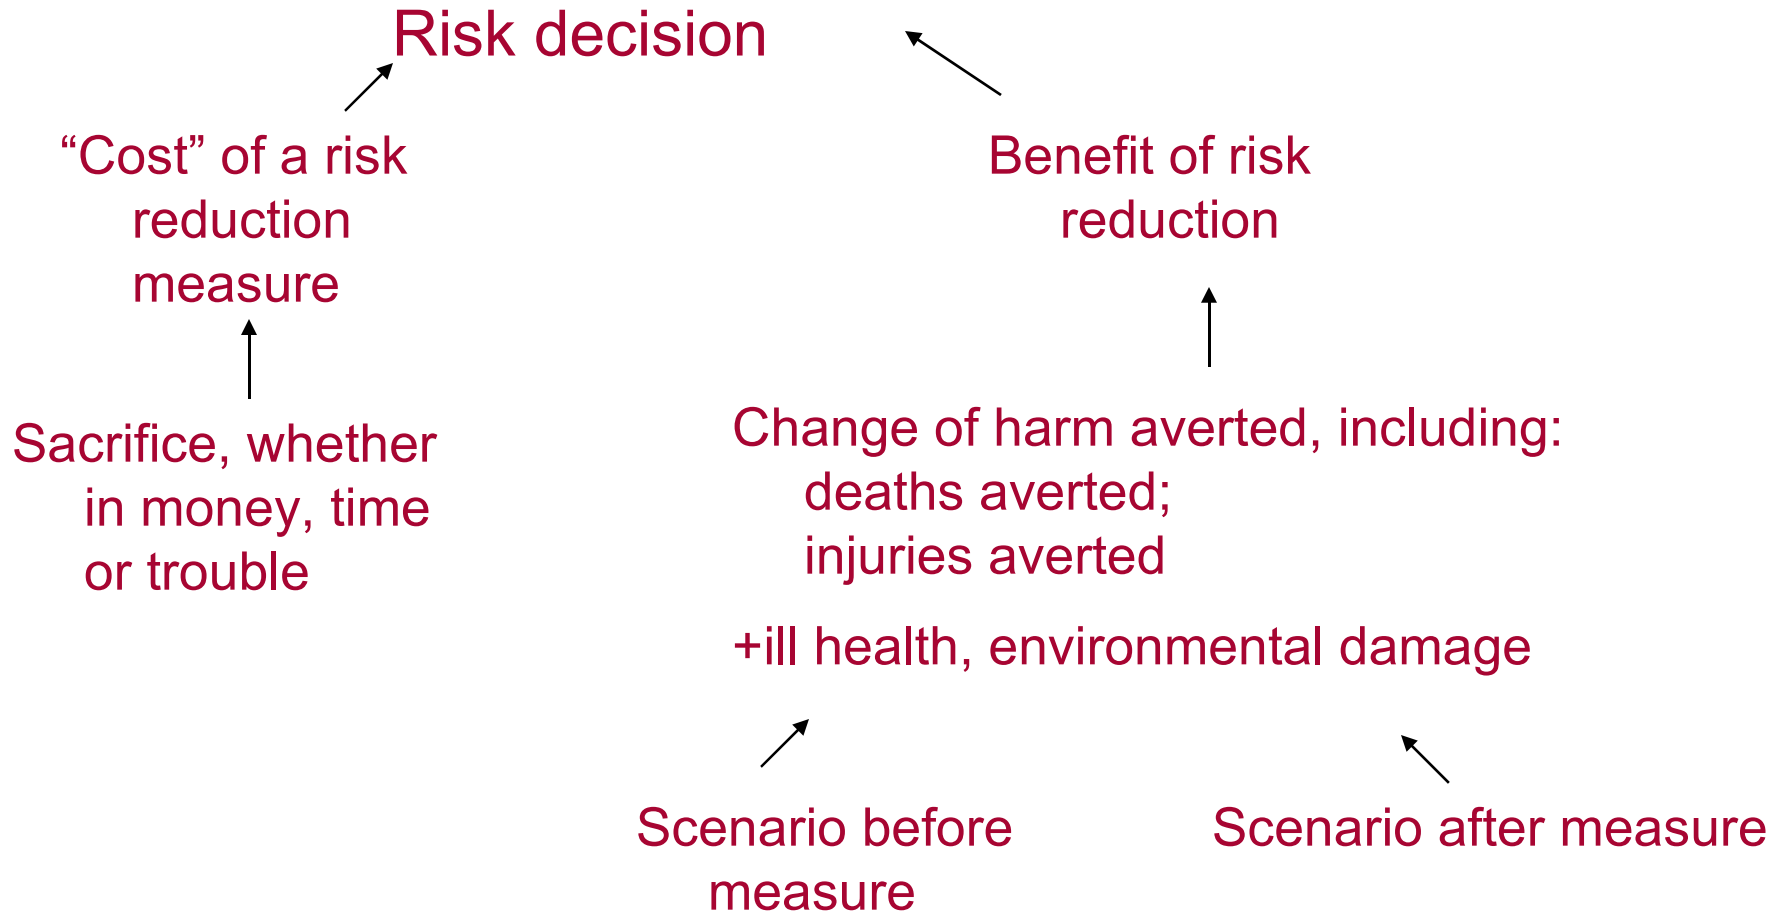 Risk decision
“Cost” of a risk
reduction
measure
Benefit of risk
reduction
Sacrifice, whether
in money, time
or trouble
Change of harm averted, including:
deaths averted;
injuries averted
+ill health, environmental damage
Scenario before
measure
Scenario after measure